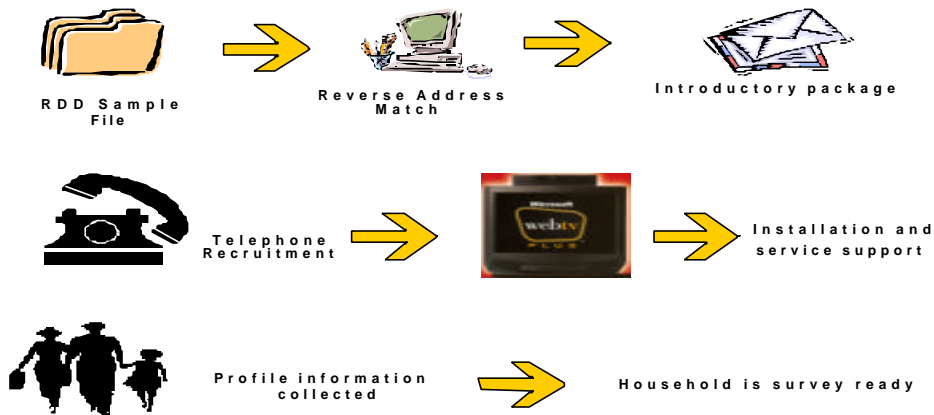 RDD Sample
File
Reverse Address
Match
Introductory package
Telephone
Recruitment
Microsoft
webtv
PLUS
Installation and
service support
Profile information
collected
Household is survey ready